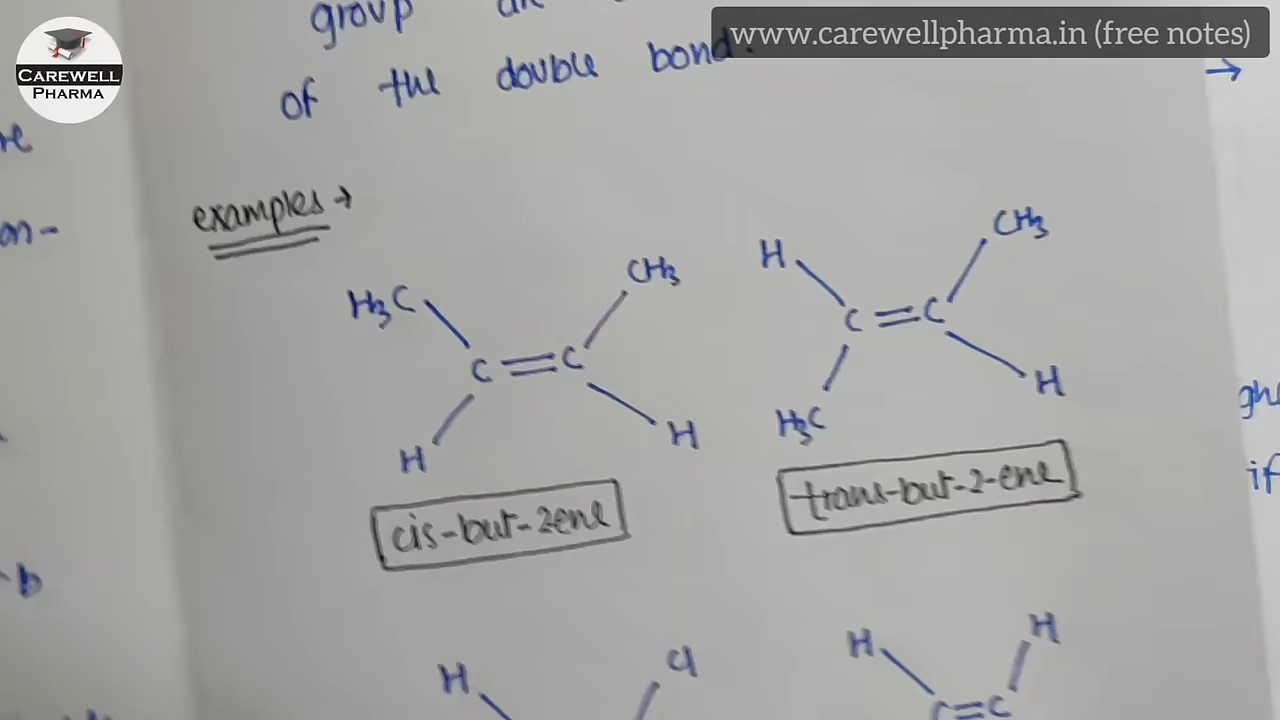 www.carewellpharma.in (free notes)
CAREWELL
PHARMA
group
of the double bond.
→
examples →
H3C CH3
C = C
H H
cis-but-2ene
H CH3
C = C
H3C H
trans-but-2-ene
H Cl
H H
C = C
if